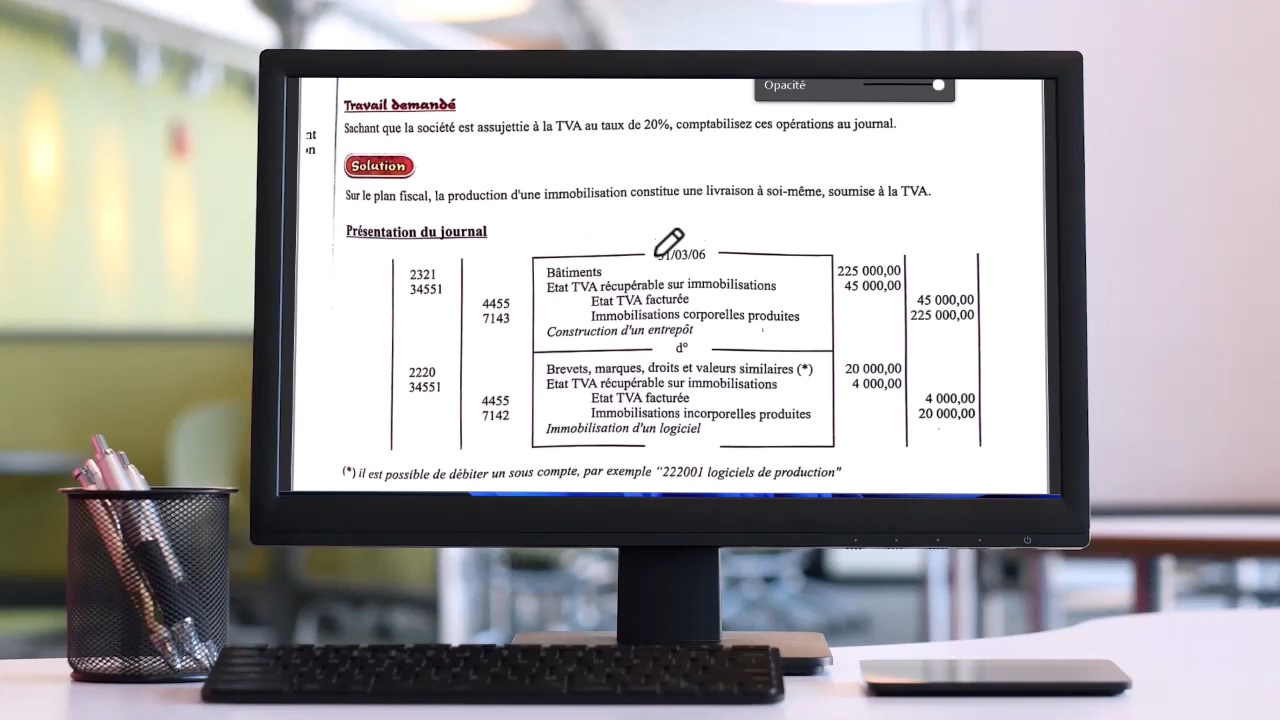 Opacité
Travail demandé
Sachant que la société est assujettie à la TVA au taux de 20%, comptabilisez ces opérations au journal.
Solution
Sur le plan fiscal, la production d'une immobilisation constitue une livraison à soi-même, soumise à la TVA.
Présentation du journal
/03/06
2321 Bâtiments 225 000,00
34551 Etat TVA récupérable sur immobilisations 45 000,00
4455 Etat TVA facturée 45 000,00
7143 Immobilisations corporelles produites 225 000,00
Construction d'un entrepôt
d°
2220 Brevets, marques, droits et valeurs similaires (*) 20 000,00
34551 Etat TVA récupérable sur immobilisations 4 000,00
4455 Etat TVA facturée 4 000,00
7142 Immobilisations incorporelles produites 20 000,00
Immobilisation d'un logiciel
(*) il est possible de débiter un sous compte, par exemple "222001 logiciels de production"